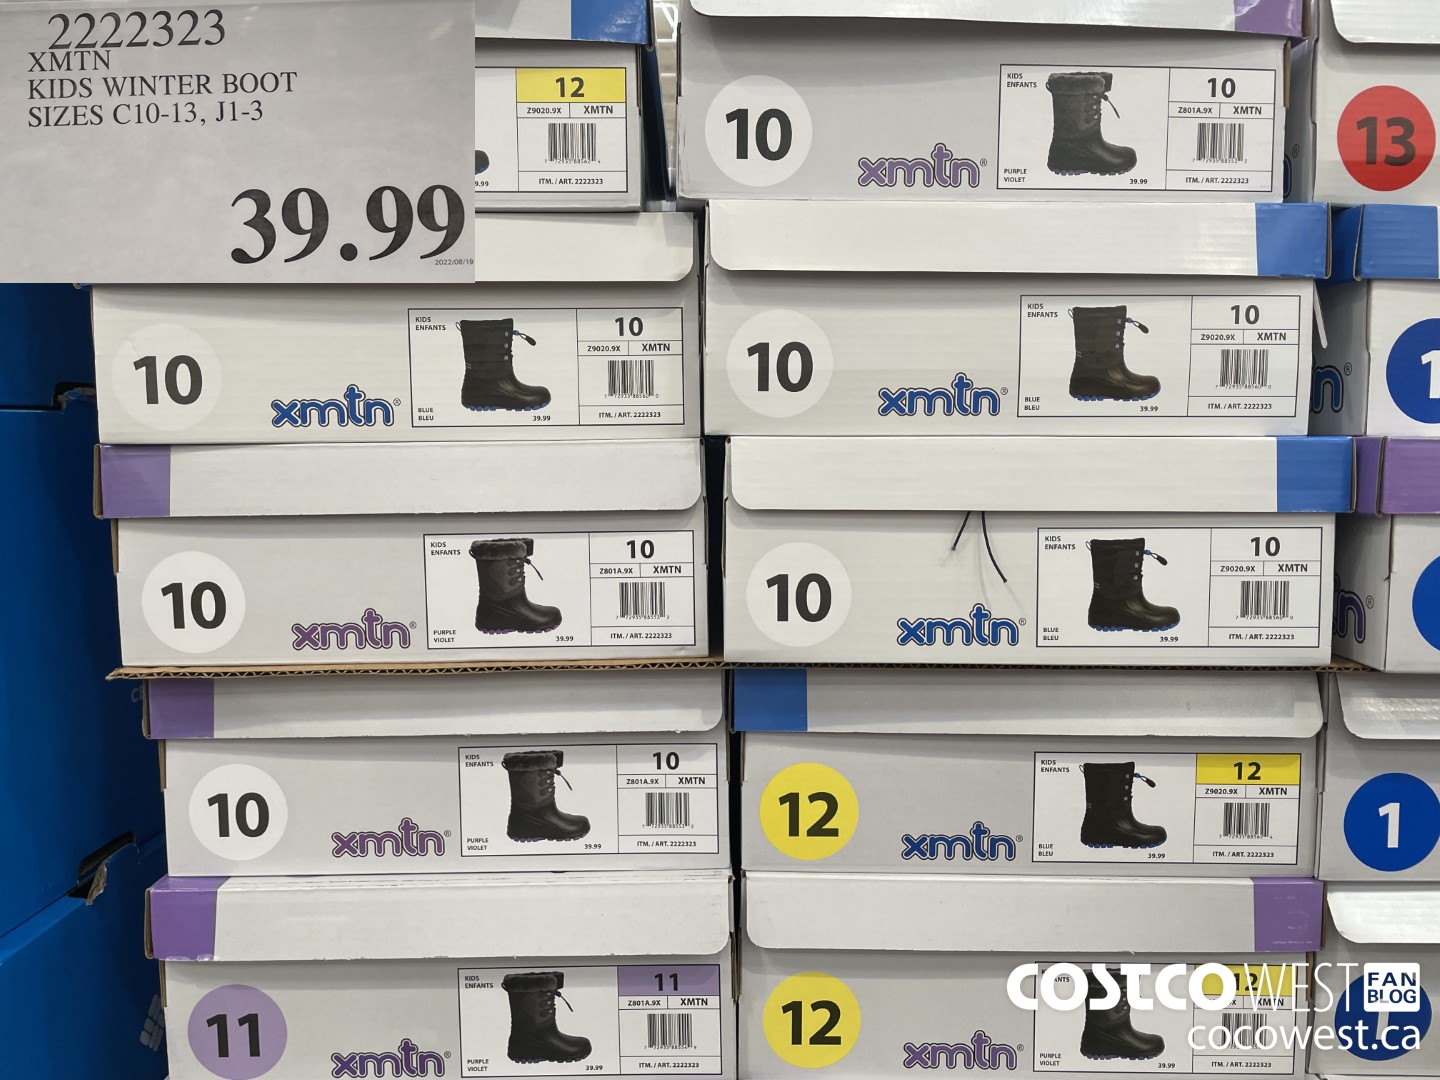 2222323
XMTN
KIDS WINTER BOOT
SIZES C10-13, J1-3
39.99
2022/08/19
12
Z9020.9X XMTN
ITM. / ART. 2222323
10
xmtn®
KIDS
ENFANTS
PURPLE
VIOLET
39.99
10
Z801A.9X XMTN
ITM. / ART. 2222323
13
10
xmtn®
KIDS
ENFANTS
BLUE
BLEU
39.99
10
Z9020.9X XMTN
ITM. / ART. 2222323
10
xmtn®
KIDS
ENFANTS
BLUE
BLEU
39.99
10
Z9020.9X XMTN
ITM. / ART. 2222323
1
10
xmtn®
KIDS
ENFANTS
PURPLE
VIOLET
39.99
10
Z801A.9X XMTN
ITM. / ART. 2222323
10
xmtn®
KIDS
ENFANTS
BLUE
BLEU
39.99
10
Z9020.9X XMTN
ITM. / ART. 2222323
10
xmtn®
KIDS
ENFANTS
PURPLE
VIOLET
39.99
10
Z801A.9X XMTN
ITM. / ART. 2222323
12
xmtn®
KIDS
ENFANTS
BLUE
BLEU
39.99
12
Z9020.9X XMTN
ITM. / ART. 2222323
1
11
xmtn®
KIDS
ENFANTS
PURPLE
VIOLET
39.99
11
Z801A.9X XMTN
ITM. / ART. 2222323
12
xmtn®
KIDS
ENFANTS
PURPLE
VIOLET
39.99
12
XMTN
ITM. / ART. 2222323
COSTCO WEST FAN BLOG
cocowest.ca